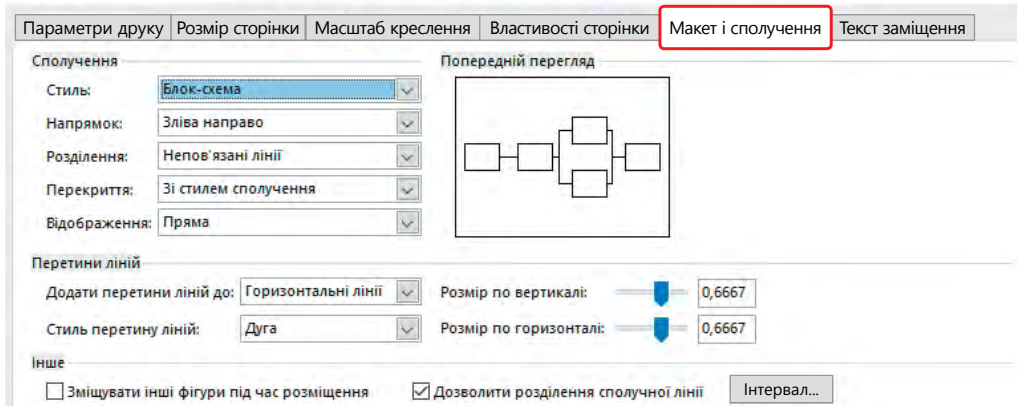 Параметри друку Розмір сторінки Масштаб креслення Властивості сторінки Макет і сполучення Текст заміщення
Сполучення
Стиль: Блок-схема
Напрямок: Зліва направо
Розділення: Непов'язані лінії
Перекриття: Зі стилем сполучення
Відображення: Пряма
Попередній перегляд
Перетини ліній
Додати перетини ліній до: Горизонтальні лінії Розмір по вертикалі: 0,6667
Стиль перетину ліній: Дуга Розмір по горизонталі: 0,6667
Інше
Зміщувати інші фігури під час розміщення Дозволити розділення сполучної лінії Інтервал...